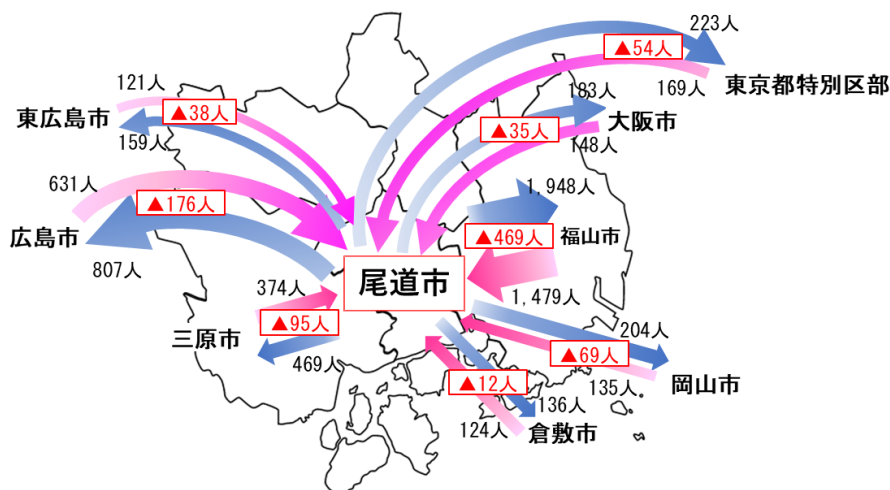 223人
▲54人
169人
東京都特別区部
121人
▲38人
東広島市
159人
183人
▲35人
大阪市
148人
631人
▲176人
広島市
807人
1,948人
▲469人
福山市
1,479人
尾道市
374人
▲95人
三原市
469人
204人
▲69人
135人
岡山市
▲12人
136人
124人
倉敷市